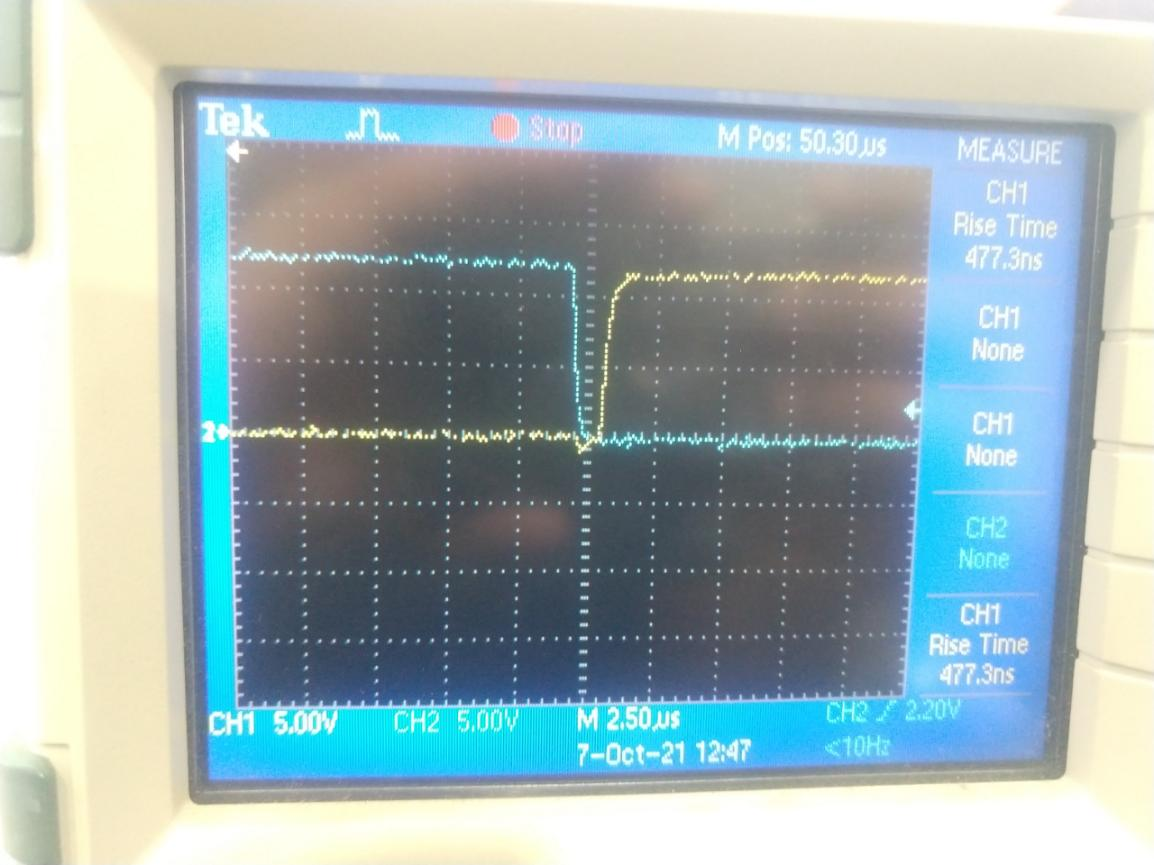 Tek
Stop
M Pos: 50.30µs
MEASURE
CH1
Rise Time
477.3ns
CH1
None
CH1
None
2
CH2
None
CH1
Rise Time
477.3ns
CH1 5.00V
CH2 5.00V
M 2.50µs
CH2 2.20V
7-Oct-21 12:47
<10Hz